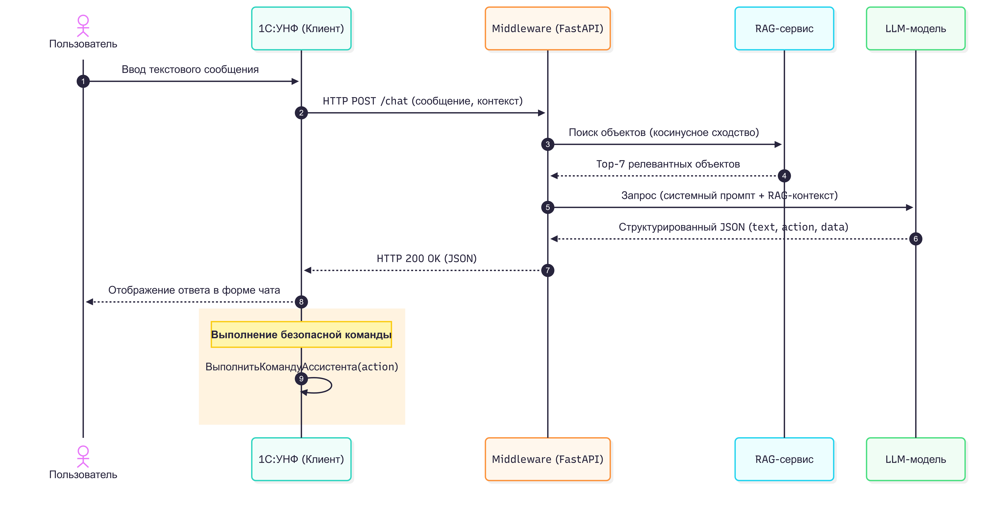 Пользователь
1С:УНФ (Клиент)
Middleware (FastAPI)
RAG-сервис
LLM-модель
Ввод текстового сообщения
1
HTTP POST /chat (сообщение, контекст)
2
Поиск объектов (косинусное сходство)
3
Top-7 релевантных объектов
4
Запрос (системный промпт + RAG-контекст)
5
Структурированный JSON (text, action, data)
6
HTTP 200 OK (JSON)
7
Отображение ответа в форме чата
8
Выполнение безопасной команды
ВыполнитьКомандуАссистента(action)
9
Пользователь
1С:УНФ (Клиент)
Middleware (FastAPI)
RAG-сервис
LLM-модель